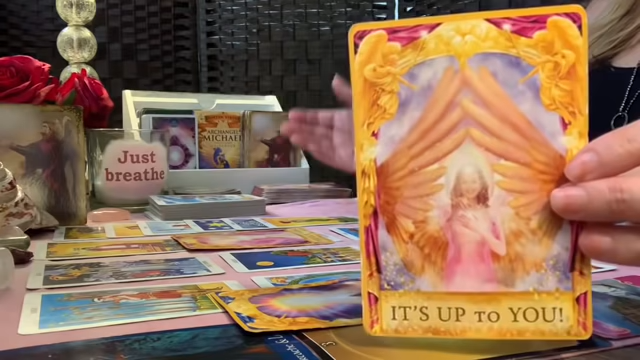 Just
breathe
ARCHANGEL
MICHAEL
IT'S UP TO YOU!